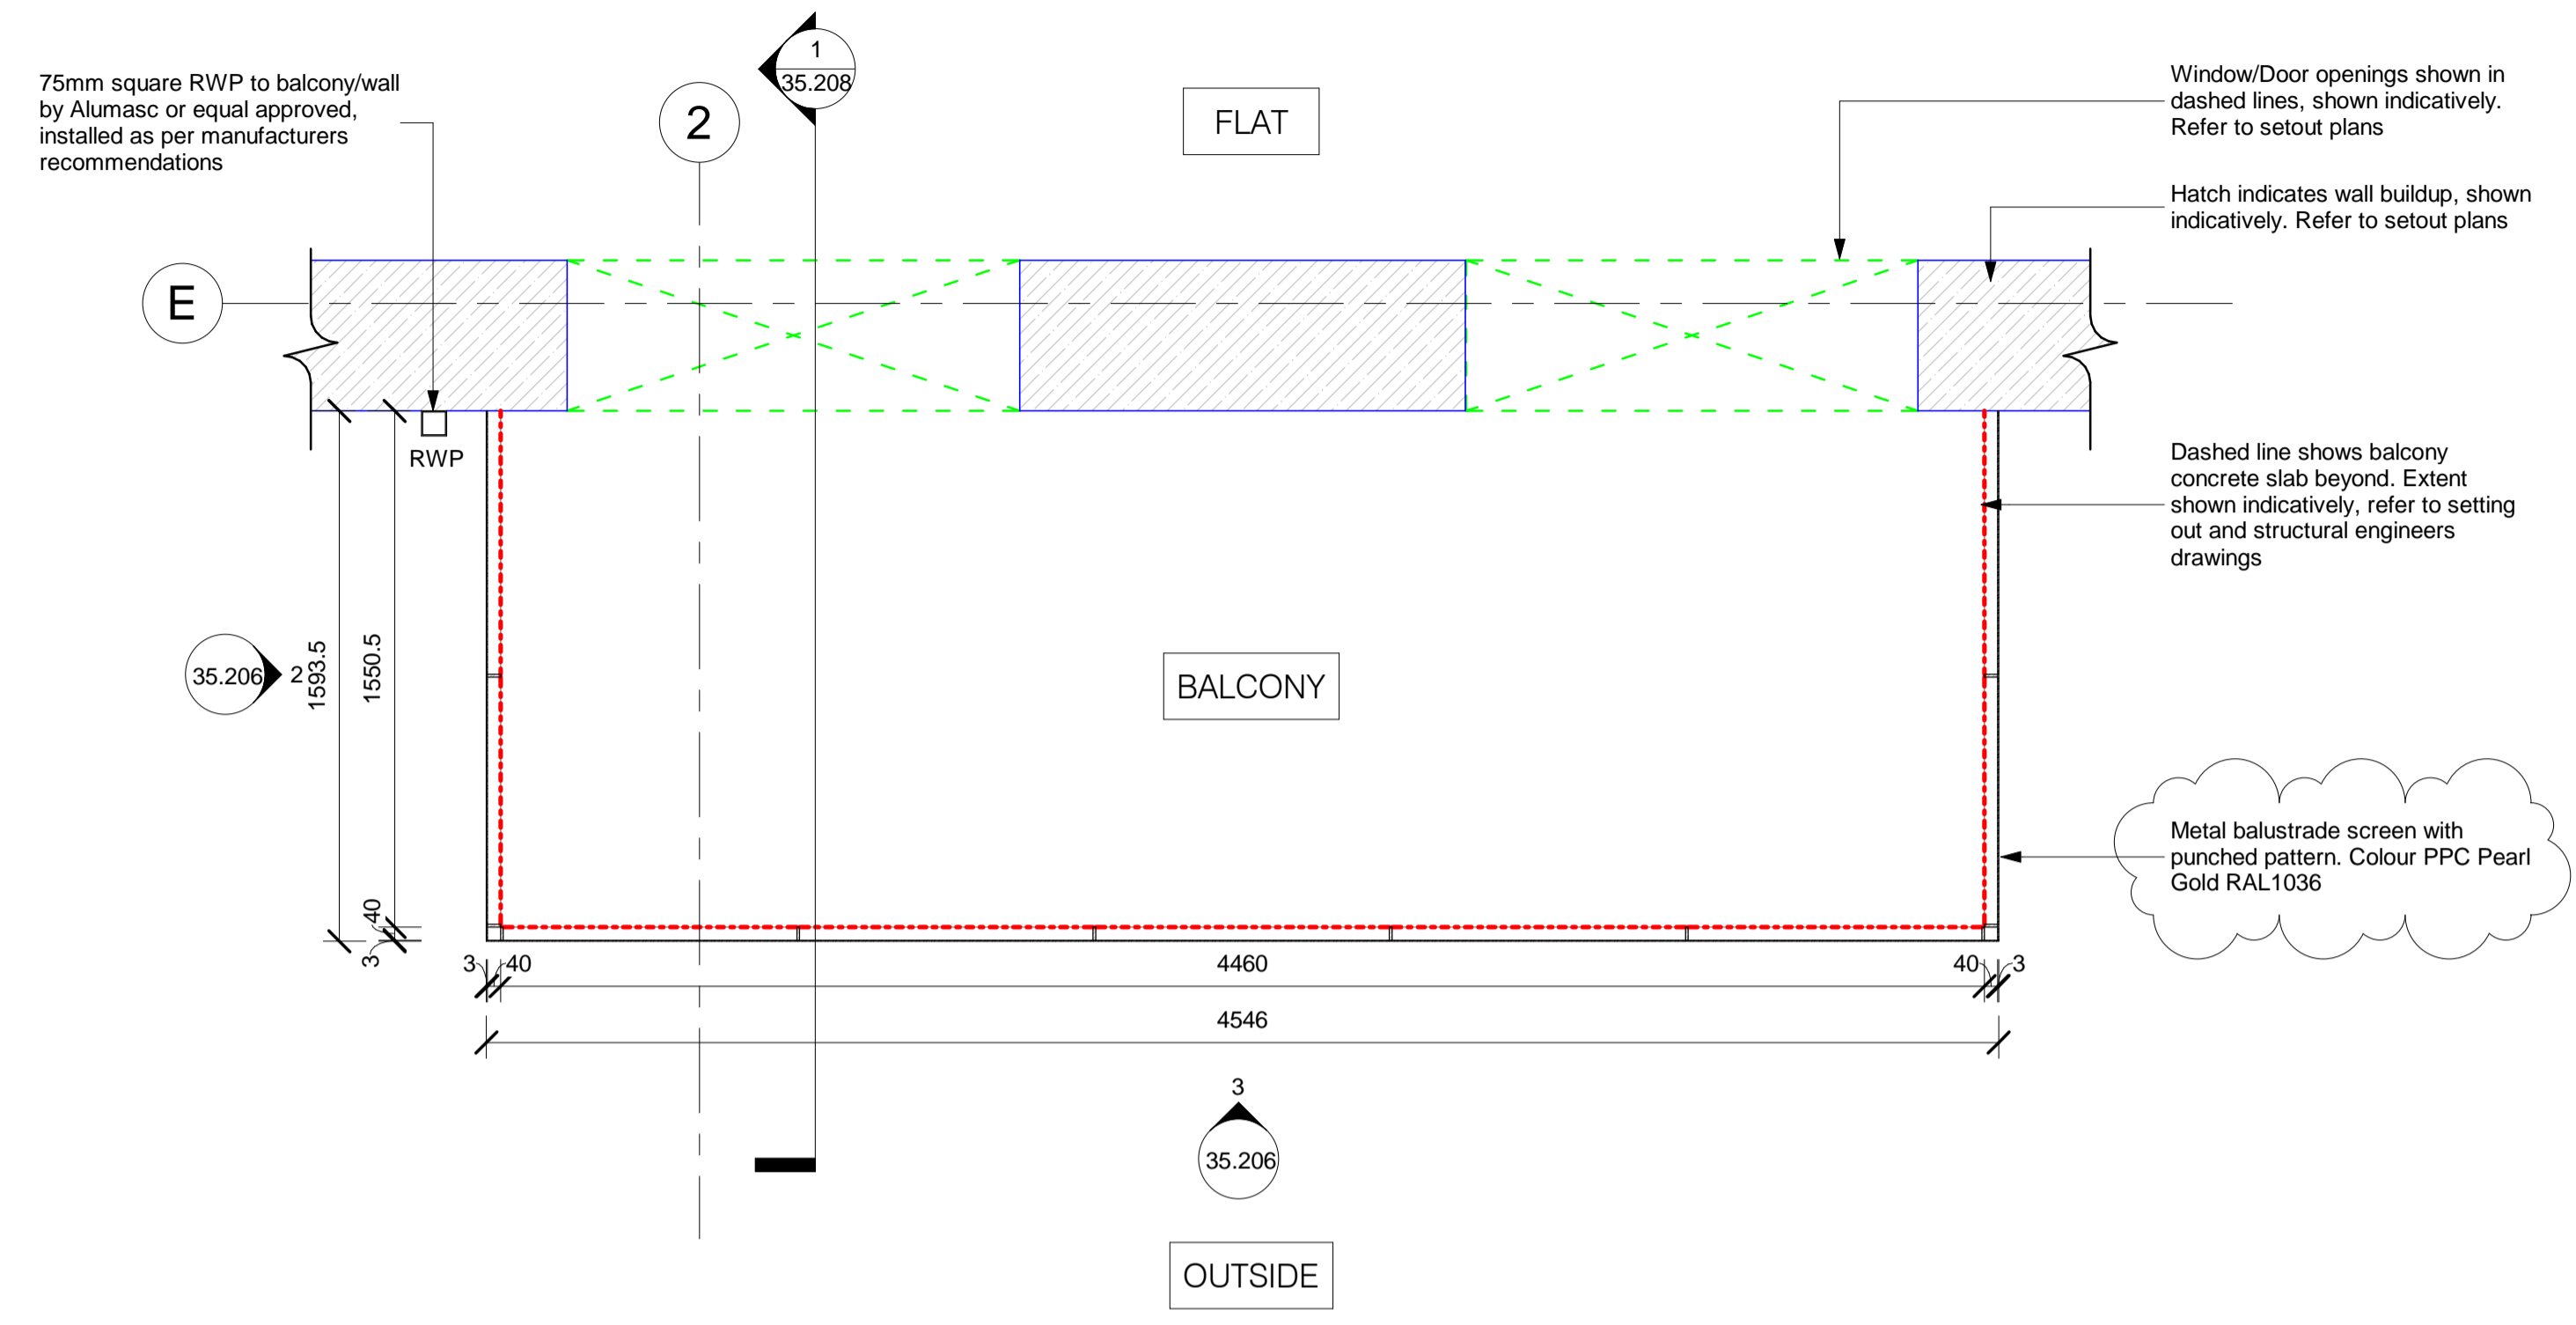 75mm square RWP to balcony/wall
by Alumasc or equal approved,
installed as per manufacturers
recommendations
1
35.208
2
FLAT
Window/Door openings shown in
dashed lines, shown indicatively.
Refer to setout plans
Hatch indicates wall buildup, shown
indicatively. Refer to setout plans
E
RWP
Dashed line shows balcony
concrete slab beyond. Extent
shown indicatively, refer to setting
out and structural engineers
drawings
35.206
2
1593.5
1550.5
BALCONY
Metal balustrade screen with
punched pattern. Colour PPC Pearl
Gold RAL1036
40
3
3
40
4460
40
3
4546
3
35.206
OUTSIDE